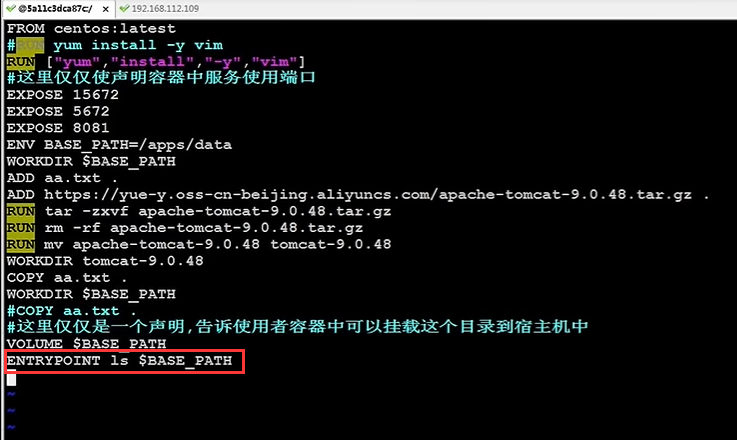 @5a11c3dca87c:/ × 192.168.112.109
FROM centos:latest
#RUN yum install -y vim
RUN ["yum","install","-y","vim"]
#这里仅仅使声明容器中服务使用端口
EXPOSE 15672
EXPOSE 5672
EXPOSE 8081
ENV BASE_PATH=/apps/data
WORKDIR $BASE_PATH
ADD aa.txt .
ADD https://yue-y.oss-cn-beijing.aliyuncs.com/apache-tomcat-9.0.48.tar.gz .
RUN tar -zxvf apache-tomcat-9.0.48.tar.gz
RUN rm -rf apache-tomcat-9.0.48.tar.gz
RUN mv apache-tomcat-9.0.48 tomcat-9.0.48
WORKDIR tomcat-9.0.48
COPY aa.txt .
WORKDIR $BASE_PATH
#COPY aa.txt .
#这里仅仅是一个声明,告诉使用者容器中可以挂载这个目录到宿主机中
VOLUME $BASE_PATH
ENTRYPOINT ls $BASE_PATH
~
~
~